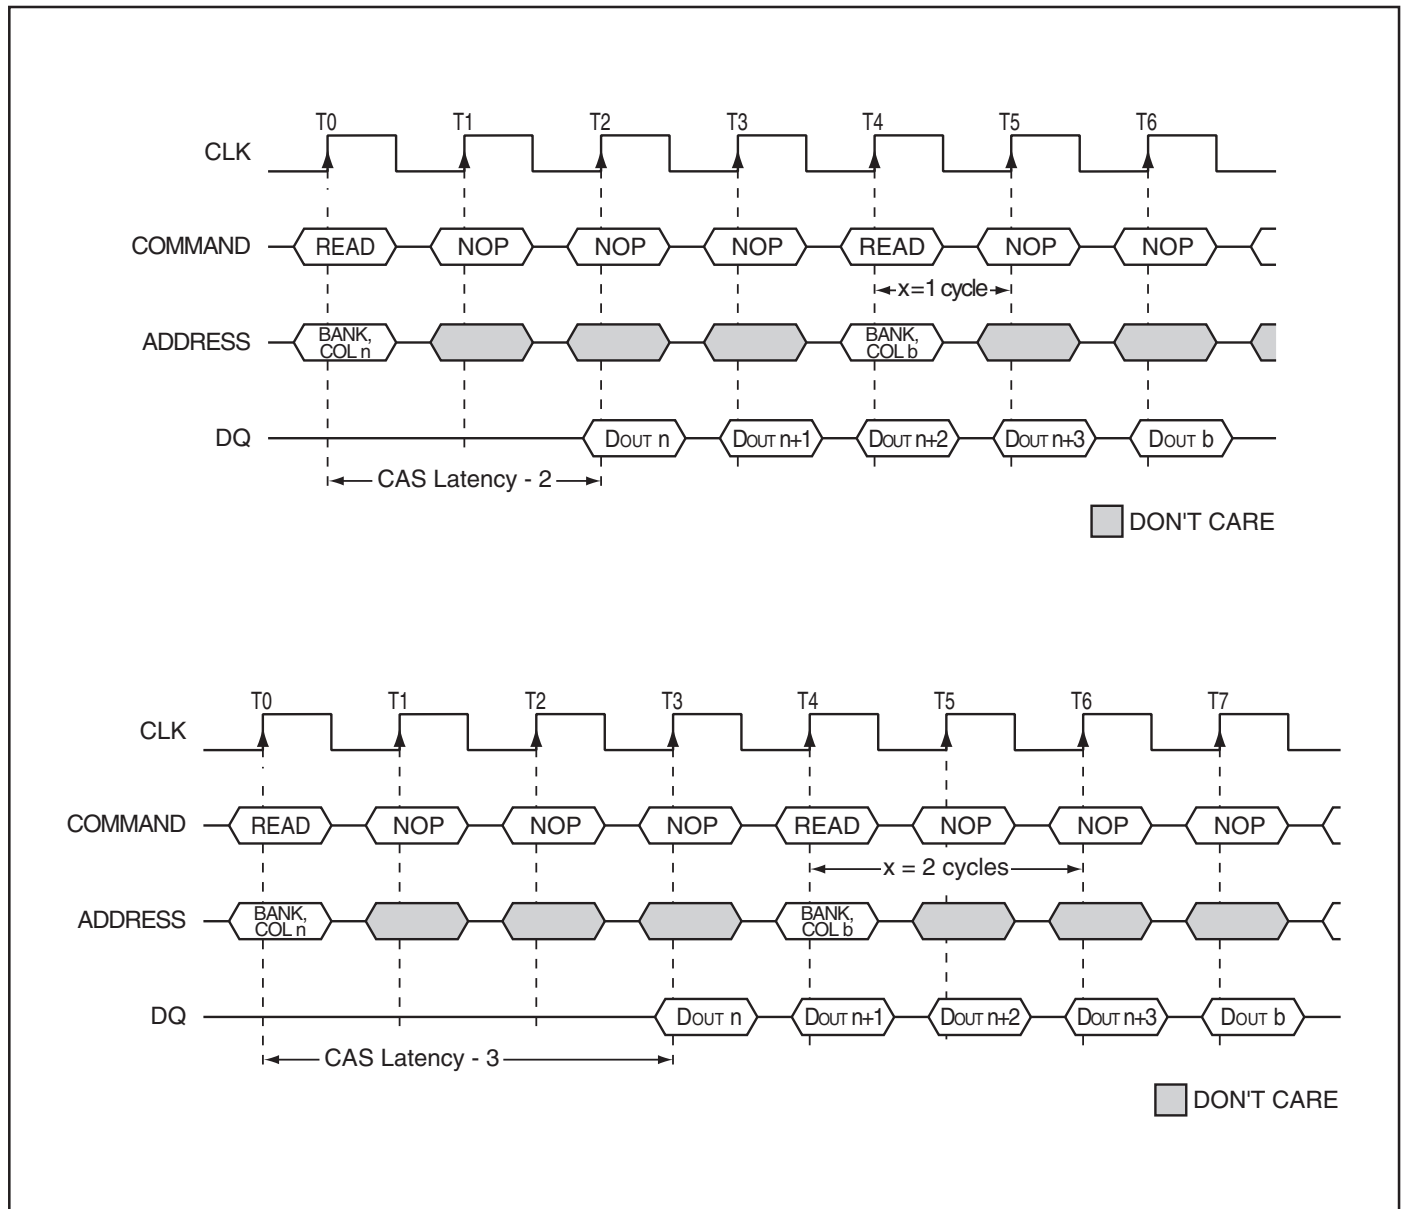 T0 T1 T2 T3 T4 T5 T6
CLK
COMMAND READ NOP NOP NOP READ NOP NOP
x=1 cycle
ADDRESS BANK, COL n BANK, COL b
DQ DOUT n DOUT n+1 DOUT n+2 DOUT n+3 DOUT b
CAS Latency - 2
DON'T CARE
T0 T1 T2 T3 T4 T5 T6 T7
CLK
COMMAND READ NOP NOP NOP READ NOP NOP NOP
x = 2 cycles
ADDRESS BANK, COL n BANK, COL b
DQ DOUT n DOUT n+1 DOUT n+2 DOUT n+3 DOUT b
CAS Latency - 3
DON'T CARE